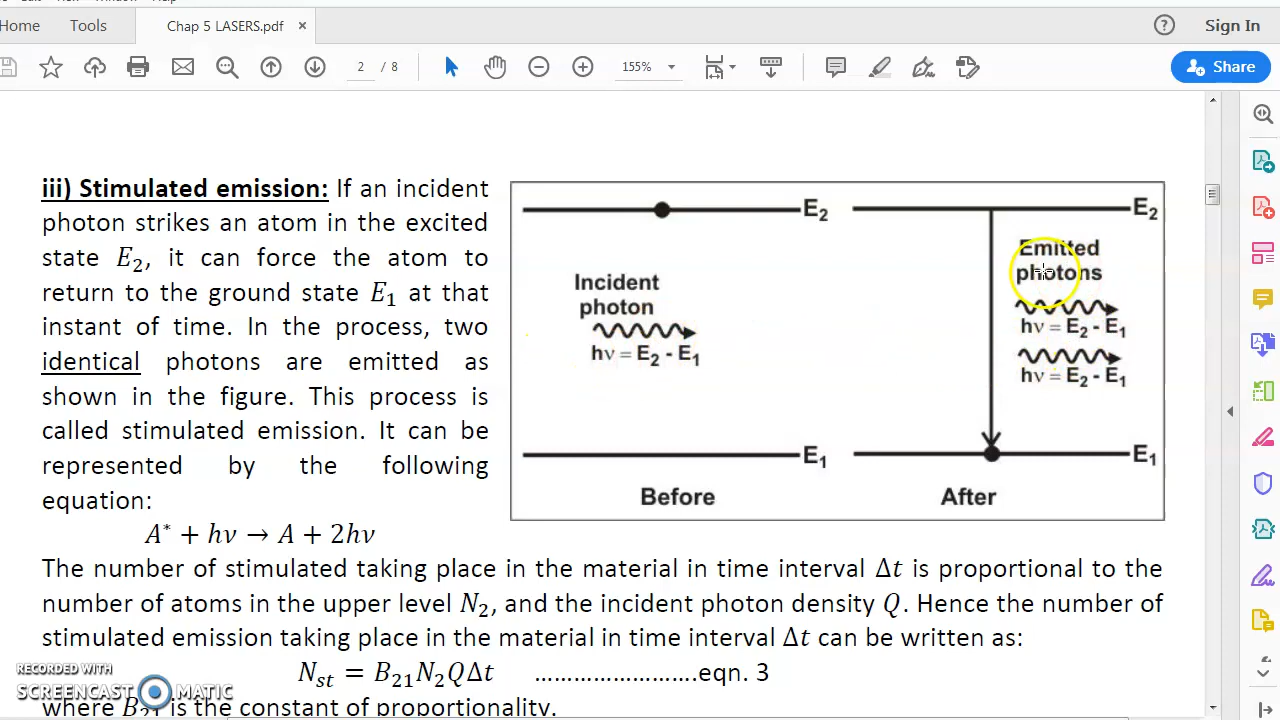 Home Tools Chap 5 LASERS.pdf × Sign In
2 / 8 155% Share
iii) Stimulated emission: If an incident
photon strikes an atom in the excited
state E₂, it can force the atom to
return to the ground state E₁ at that
instant of time. In the process, two
identical photons are emitted as
shown in the figure. This process is
called stimulated emission. It can be
represented by the following
equation:
A* + hν → A + 2hν
E₂
Incident
photon
hν = E₂ - E₁
E₁
Before
E₂
Emitted
photons
hν = E₂ - E₁
hν = E₂ - E₁
E₁
After
The number of stimulated taking place in the material in time interval Δt is proportional to the
number of atoms in the upper level N₂, and the incident photon density Q. Hence the number of
stimulated emission taking place in the material in time interval Δt can be written as:
N_st = B₂₁N₂QΔt ........................eqn. 3
where B₂₁ is the constant of proportionality.
RECORDED WITH
SCREENCAST MATIC